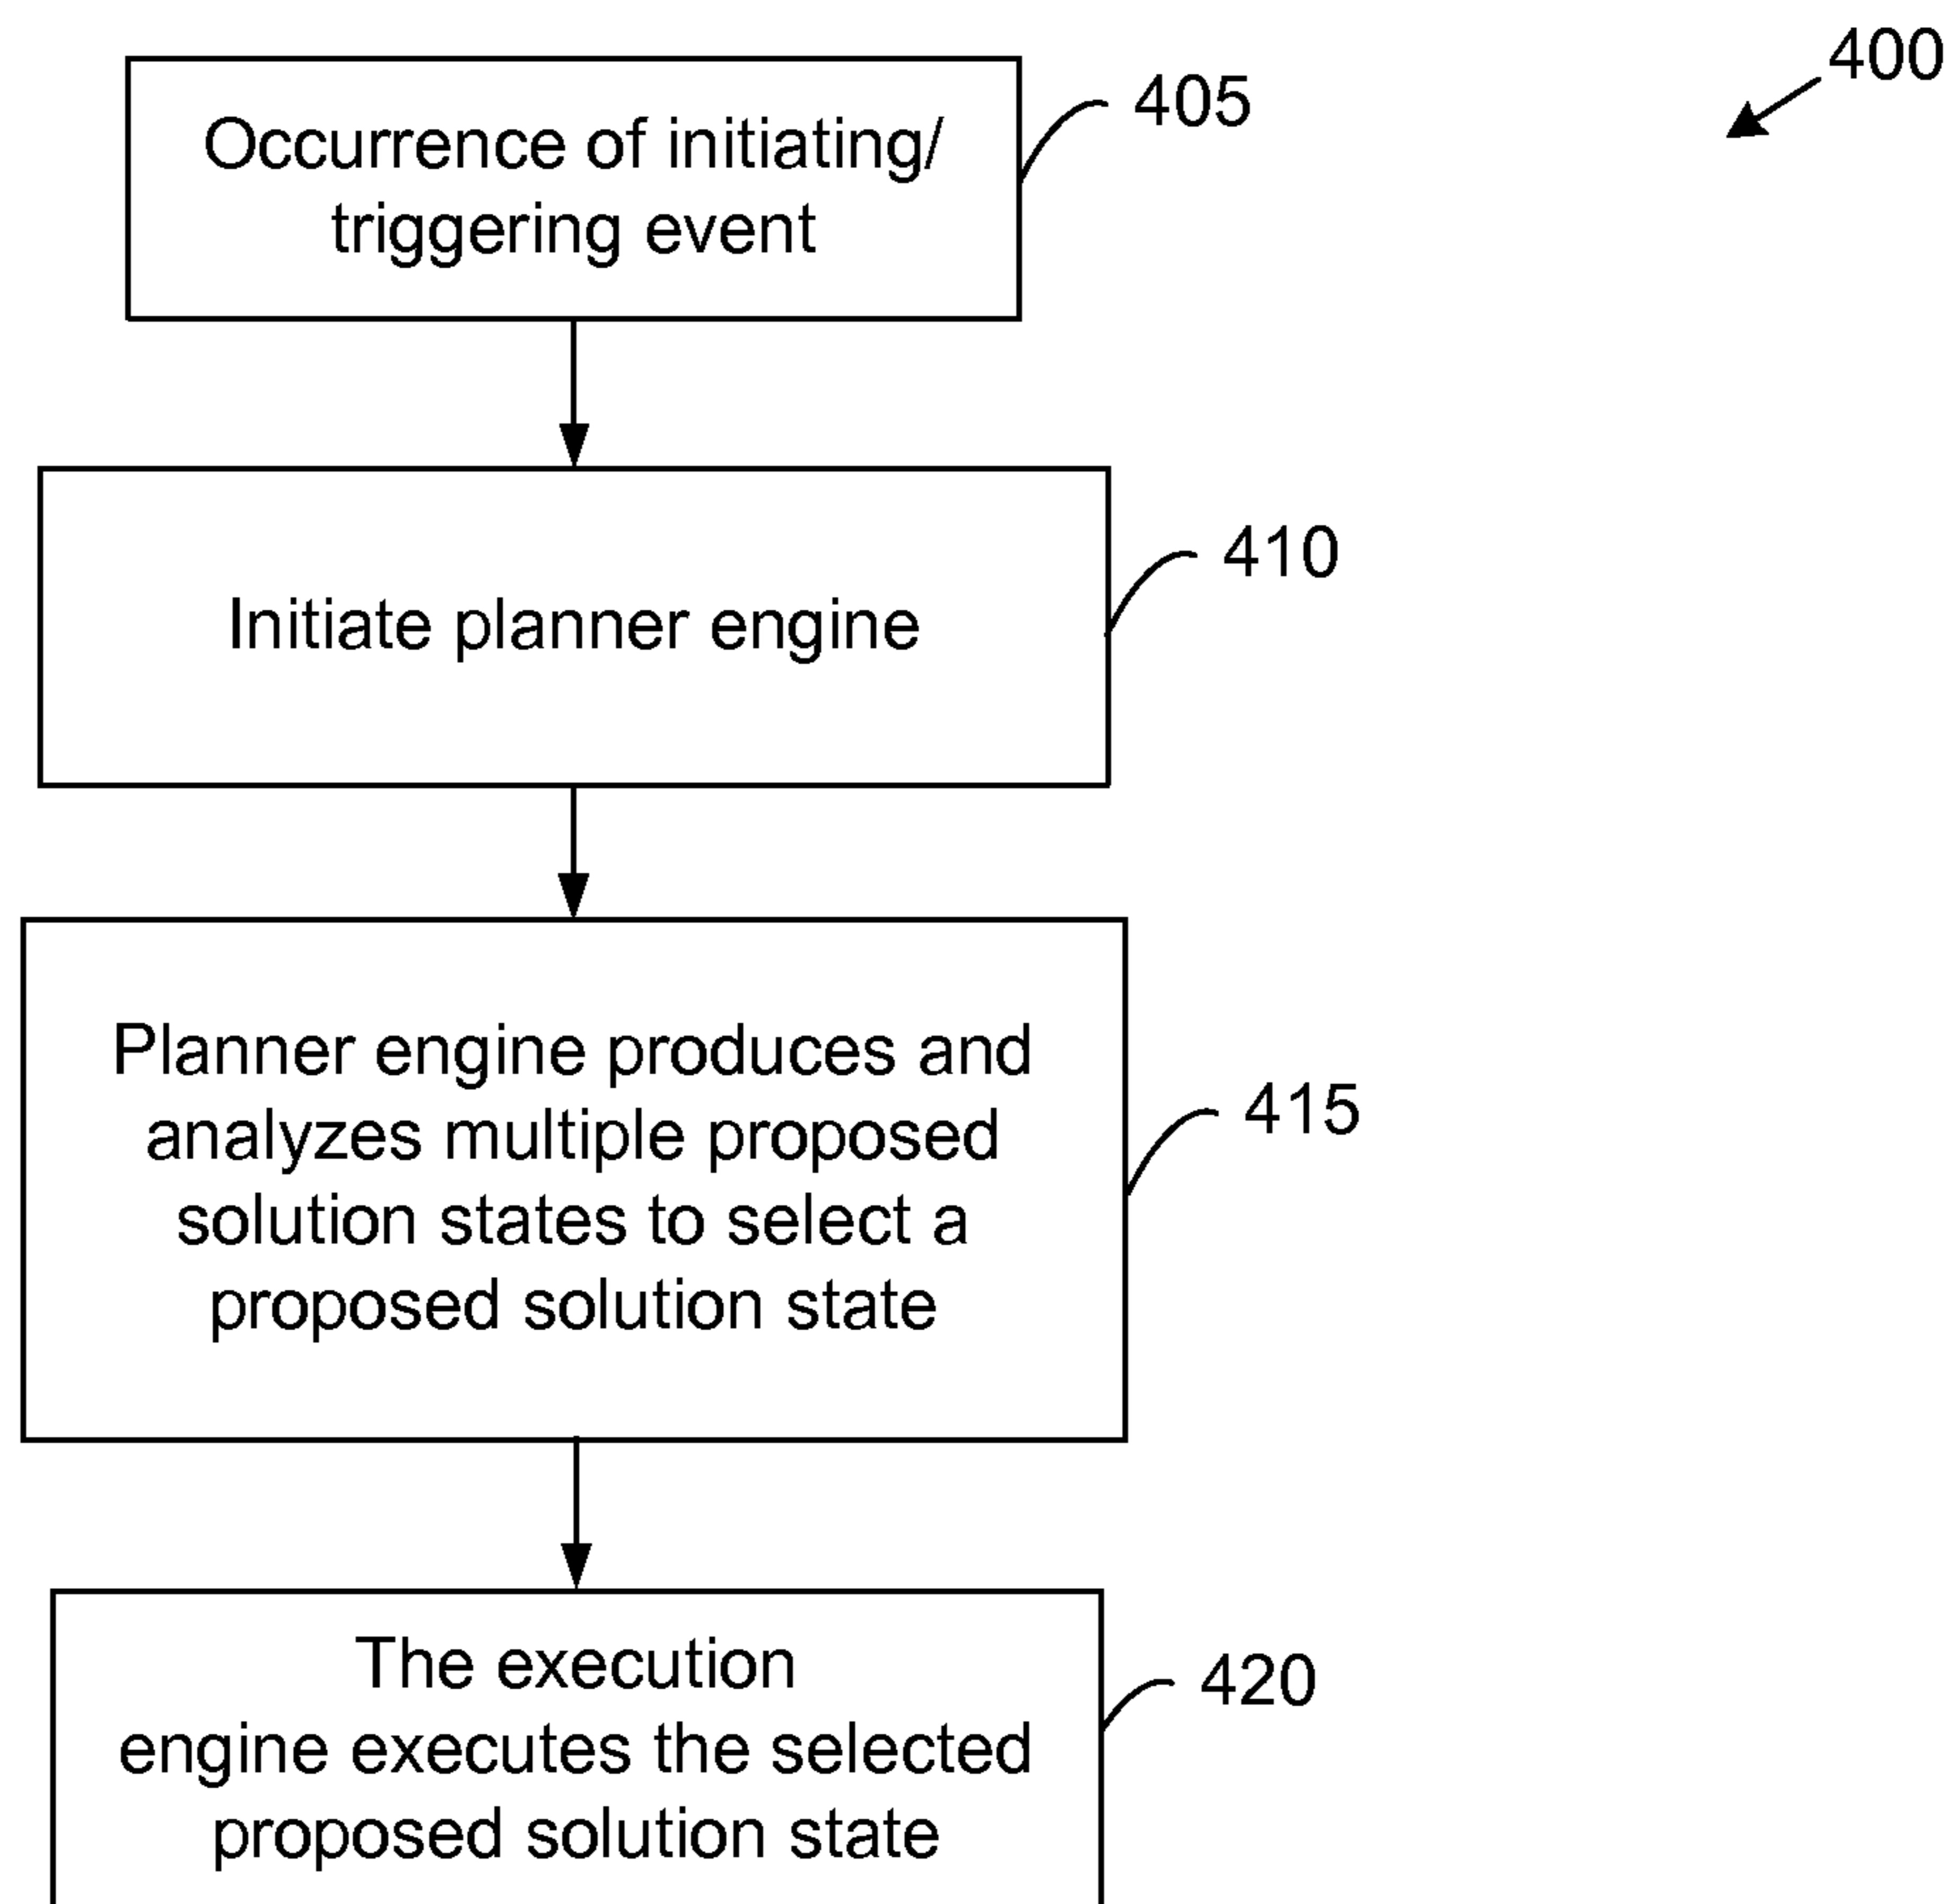 400
Occurrence of initiating/
triggering event
405
Initiate planner engine
410
Planner engine produces and
analyzes multiple proposed
solution states to select a
proposed solution state
415
The execution
engine executes the selected
proposed solution state
420